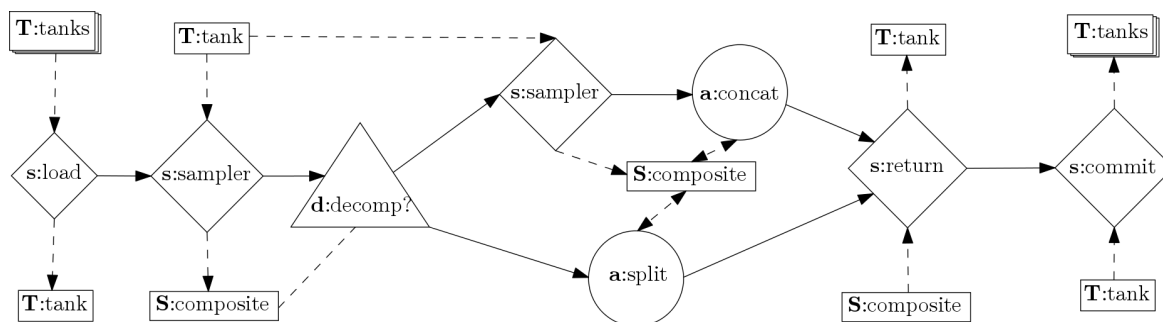 T:tanks
T:tank
T:tank
T:tanks
s:load
s:sampler
d:decomp?
s:sampler
a:concat
S:composite
a:split
s:return
s:commit
T:tank
S:composite
S:composite
T:tank